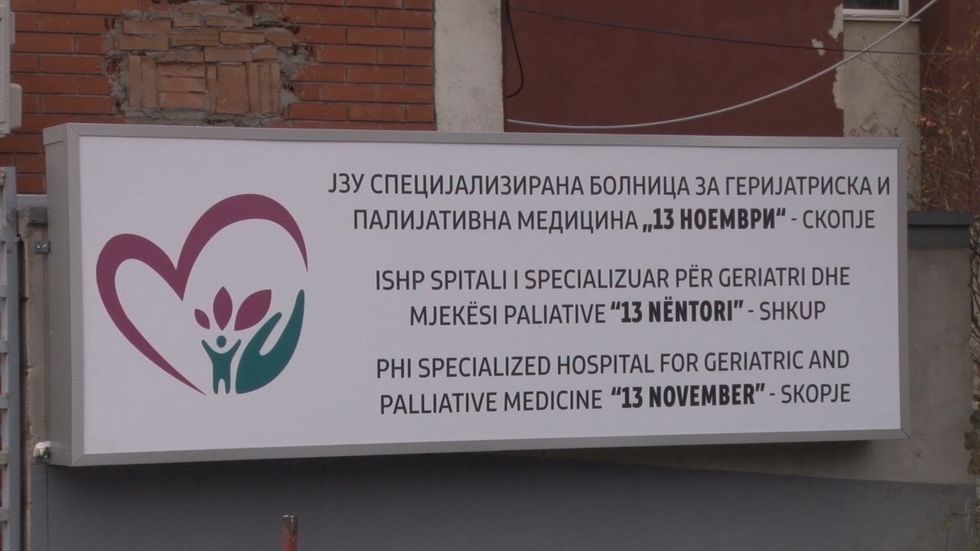 ЈЗУ СПЕЦИЈАЛИЗИРАНА БОЛНИЦА ЗА ГЕРИЈАТРИСКА И
ПАЛИЈАТИВНА МЕДИЦИНА „13 НОЕМВРИ“ - СКОПЈЕ
ISHP SPITALI I SPECIALIZUAR PËR GERIATRI DHE
MJEKËSI PALIATIVE “13 NËNTORI” - SHKUP
PHI SPECIALIZED HOSPITAL FOR GERIATRIC AND
PALLIATIVE MEDICINE “13 NOVEMBER” - SKOPJE